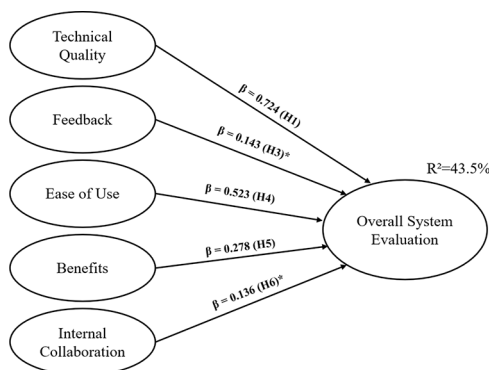 Technical
Quality
β = 0.724 (H1)
Feedback
β = 0.143 (H3)*
R²=43.5%
Ease of Use
β = 0.523 (H4)
Overall System
Evaluation
Benefits
β = 0.278 (H5)
β = 0.136 (H6)*
Internal
Collaboration